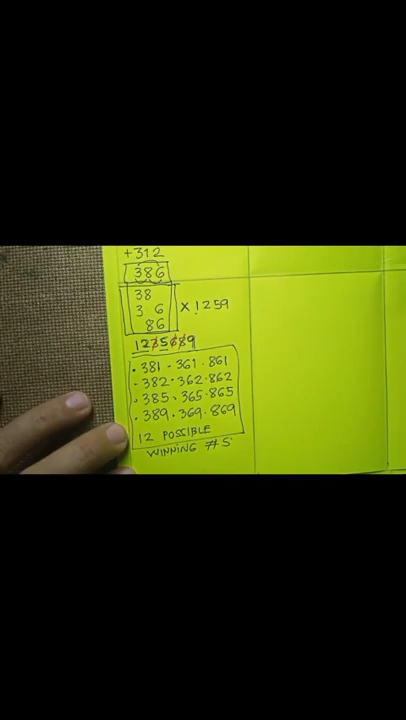 +312
386
38
3 6 × 1259
86
1235689
• 381 • 361 • 861
- 382 • 362 • 862
• 385 • 365 • 865
• 389 • 369 • 869
12 POSSIBLE
WINNING #S